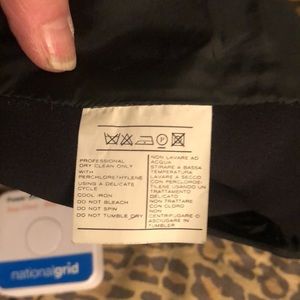 P
PROFESSIONAL
DRY CLEAN ONLY
WITH
PERCHLORETHYLENE
USING A DELICATE
CYCLE
COOL IRON
DO NOT BLEACH
DO NOT SPIN
DO NOT TUMBLE DRY
NON LAVARE AD
ACQUA
STIRARE A BASSA
TEMPERATURA
LAVARE A SECCO
CON PERCLOROE-
TILENE USANDO UN
TRATTAMENTO
DELICATO
NON TRATTARE
CON CLORO
NON
CENTRIFUGARE O
ASCIUGARE IN
TUMBLER
nationalgrid